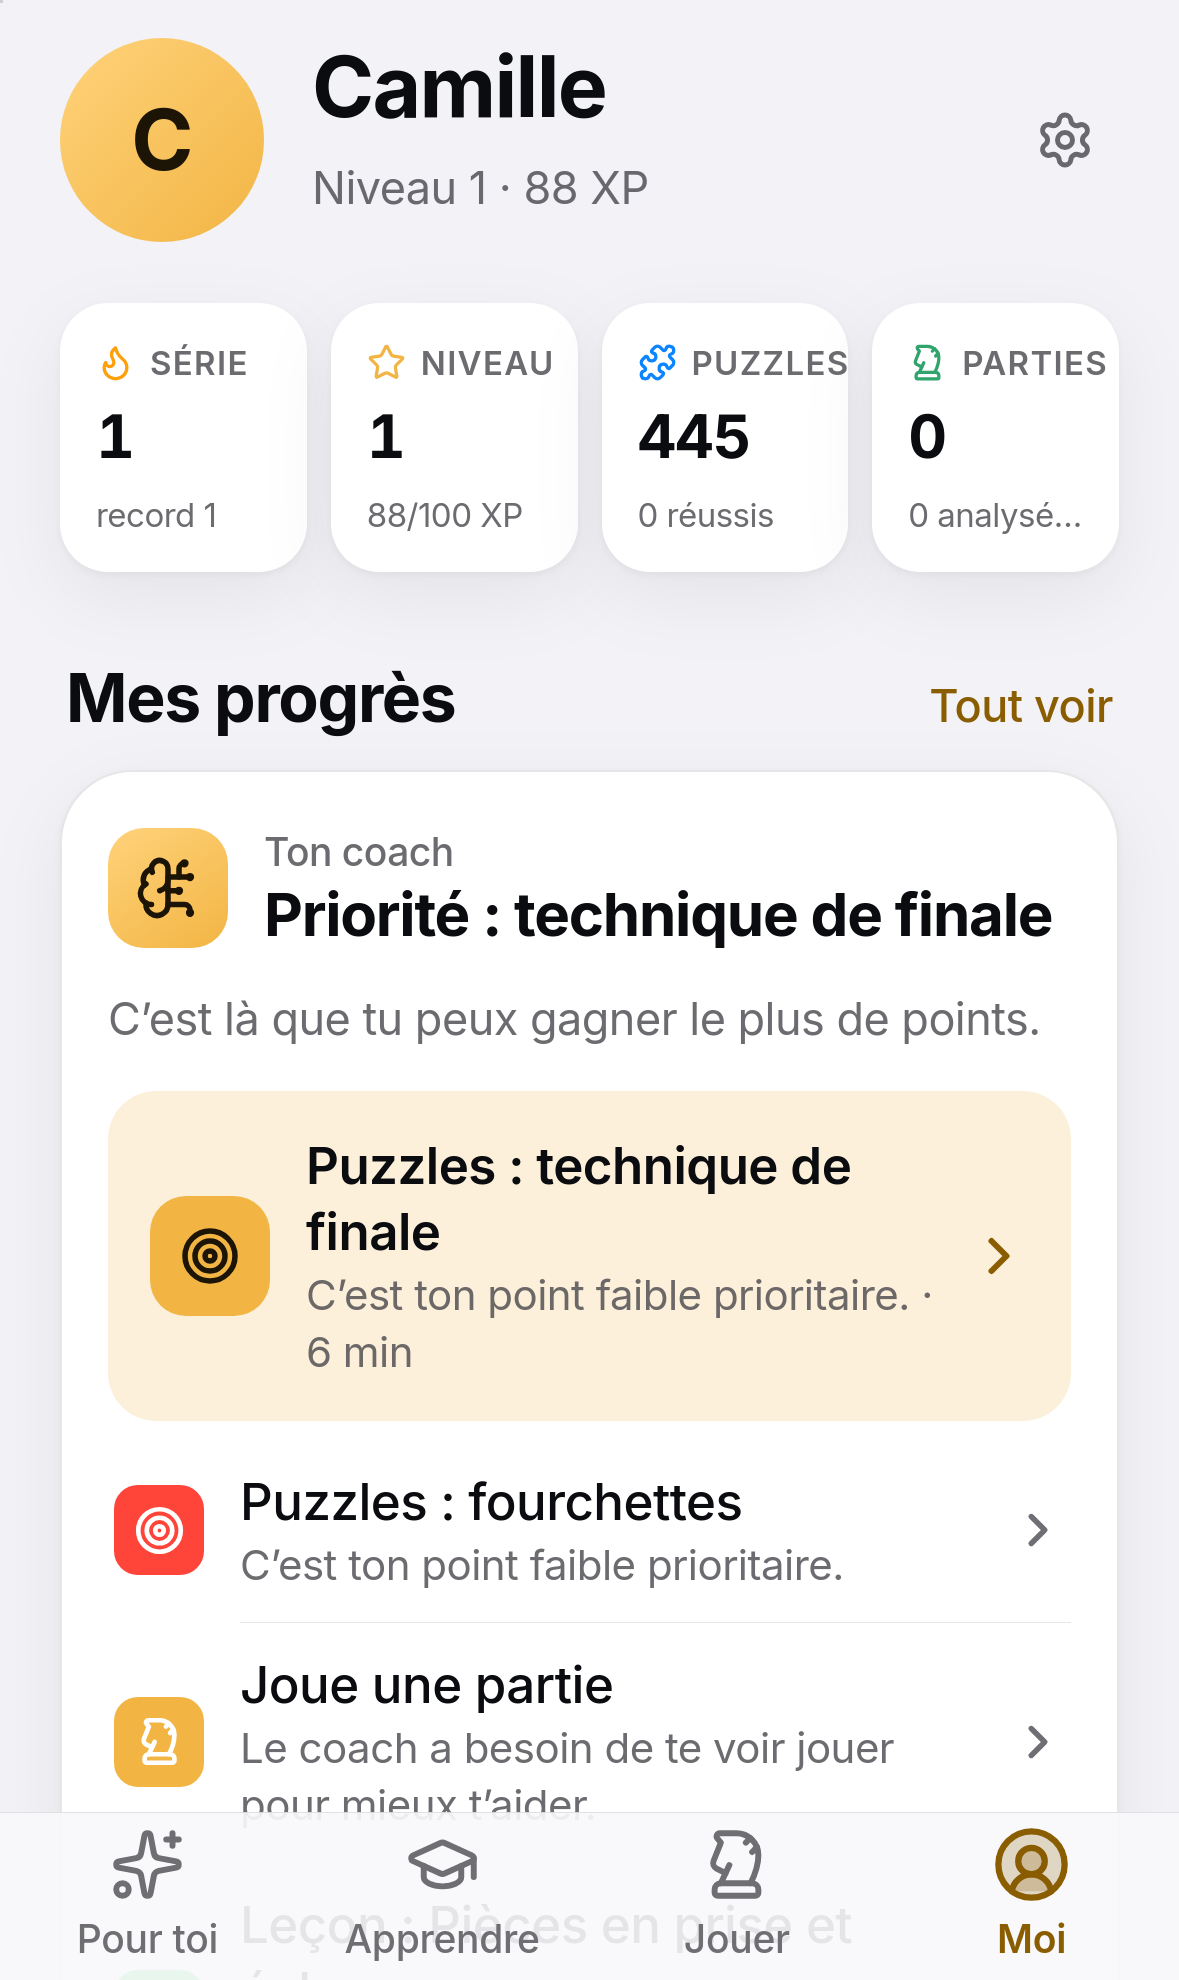 C
Camille
Niveau 1 · 88 XP
SÉRIE
1
record 1
NIVEAU
1
88/100 XP
PUZZLES
445
0 réussis
PARTIES
0
0 analysé…
Mes progrès
Tout voir
Ton coach
Priorité : technique de finale
C’est là que tu peux gagner le plus de points.
Puzzles : technique de
finale
C’est ton point faible prioritaire. ·
6 min
Puzzles : fourchettes
C’est ton point faible prioritaire.
Joue une partie
Le coach a besoin de te voir jouer
pour mieux t’aider.
Leçon : Pièces en prise et
Pour toi
Apprendre
Jouer
Moi